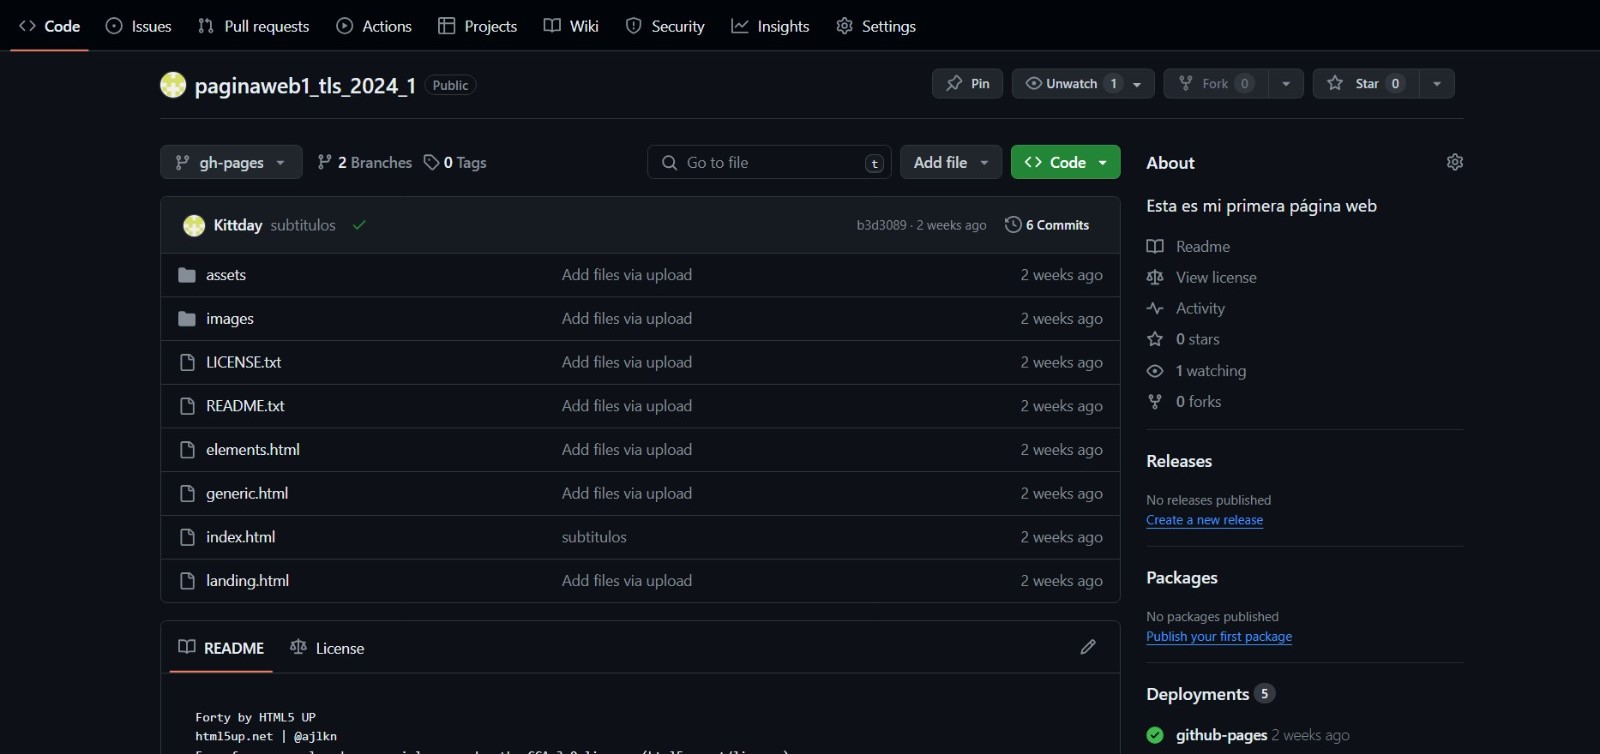 Code Issues Pull requests Actions Projects Wiki Security Insights Settings
paginaweb1_tls_2024_1 Public Pin Unwatch 1 Fork 0 Star 0
gh-pages 2 Branches 0 Tags Go to file t Add file Code
Kittday subtitulos b3d3089 · 2 weeks ago 6 Commits
assets Add files via upload 2 weeks ago
images Add files via upload 2 weeks ago
LICENSE.txt Add files via upload 2 weeks ago
README.txt Add files via upload 2 weeks ago
elements.html Add files via upload 2 weeks ago
generic.html Add files via upload 2 weeks ago
index.html subtitulos 2 weeks ago
landing.html Add files via upload 2 weeks ago
README License
Forty by HTML5 UP
html5up.net | @ajlkn
About
Esta es mi primera página web
Readme
View license
Activity
0 stars
1 watching
0 forks
Releases
No releases published
Create a new release
Packages
No packages published
Publish your first package
Deployments 5
github-pages 2 weeks ago